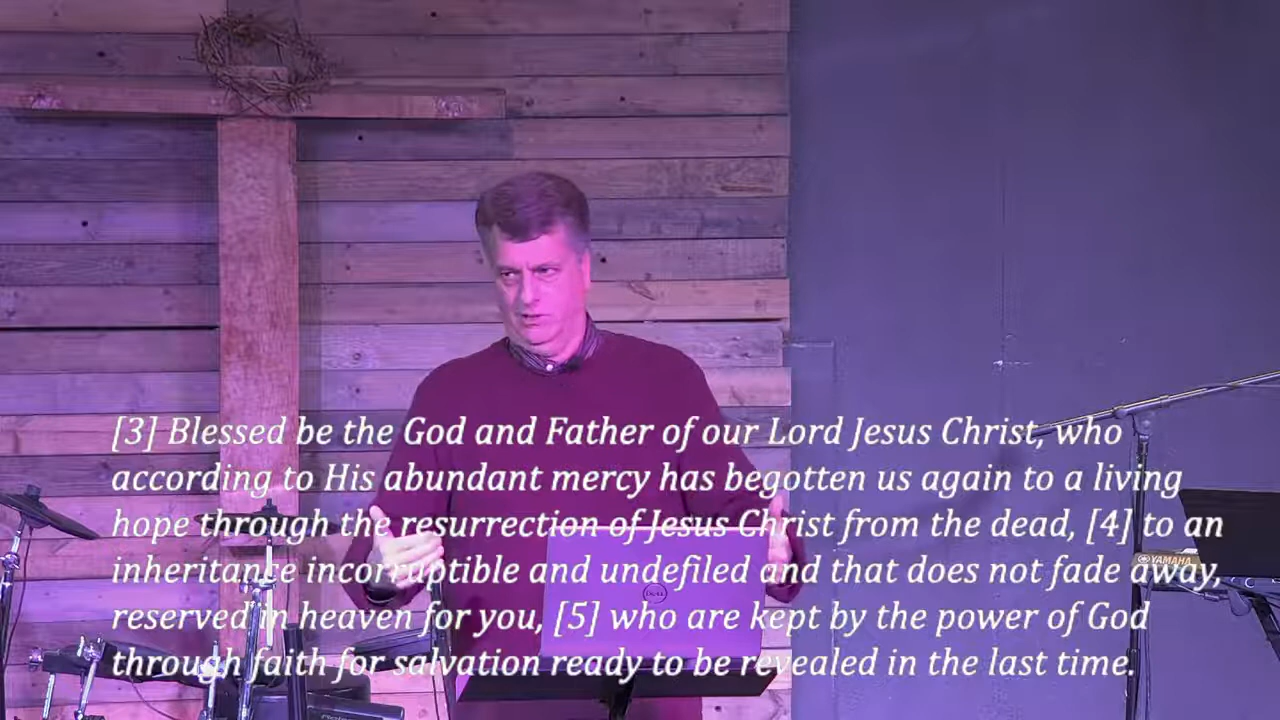 [3] Blessed be the God and Father of our Lord Jesus Christ, who
according to His abundant mercy has begotten us again to a living
hope through the resurrection of Jesus Christ from the dead, [4] to an
inheritance incorruptible and undefiled and that does not fade away,
reserved in heaven for you, [5] who are kept by the power of God
through faith for salvation ready to be revealed in the last time.
YAMAHA
DELL